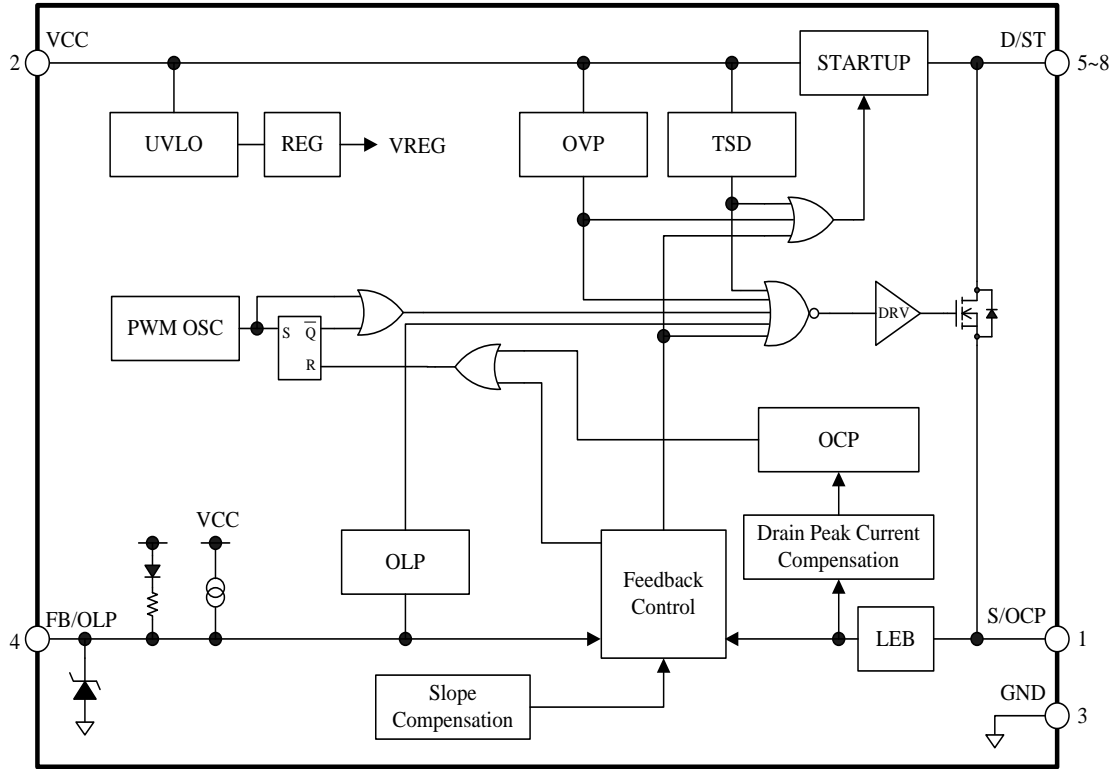 VCC
D/ST
2
STARTUP
5~8
UVLO
REG
VREG
OVP
TSD
PWM OSC
S
Q̅
R
DRV
OCP
VCC
OLP
Feedback
Control
Drain Peak Current
Compensation
FB/OLP
S/OCP
4
LEB
1
Slope
Compensation
GND
3